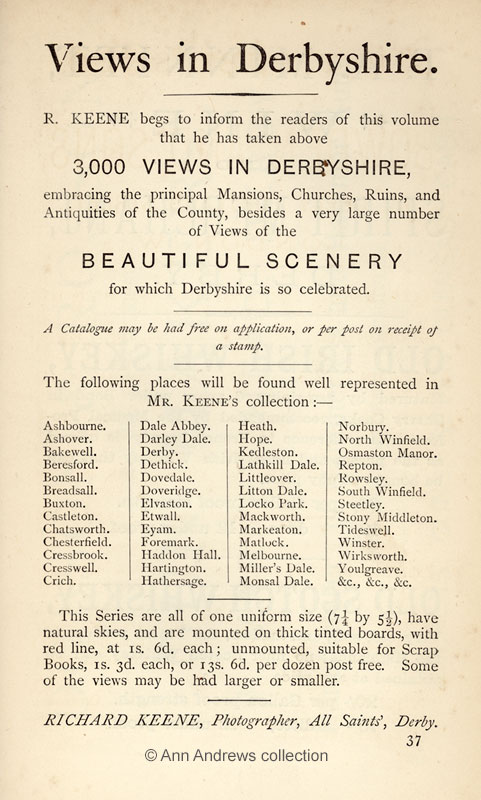 Views in Derbyshire.
R. KEENE begs to inform the readers of this volume
that he has taken above
3,000 VIEWS IN DERBYSHIRE,
embracing the principal Mansions, Churches, Ruins, and
Antiquities of the County, besides a very large number
of Views of the
BEAUTIFUL SCENERY
for which Derbyshire is so celebrated.
A Catalogue may be had free on application, or per post on receipt of
a stamp.
The following places will be found well represented in
MR. KEENE'S collection :—
Ashbourne.
Ashover.
Bakewell.
Beresford.
Bonsall.
Breadsall.
Buxton.
Castleton.
Chatsworth.
Chesterfield.
Cressbrook.
Cresswell.
Crich.
Dale Abbey.
Darley Dale.
Derby.
Dethick.
Dovedale.
Doveridge.
Elvaston.
Etwall.
Eyam.
Foremark.
Haddon Hall.
Hartington.
Hathersage.
Heath.
Hope.
Kedleston.
Lathkill Dale.
Littleover.
Litton Dale.
Locko Park.
Mackworth.
Markeaton.
Matlock.
Melbourne.
Miller's Dale.
Monsal Dale.
Norbury.
North Winfield.
Osmaston Manor.
Repton.
Rowsley.
South Winfield.
Steetley.
Stony Middleton.
Tideswell.
Winster.
Wirksworth.
Youlgreave.
&c., &c., &c.
This Series are all of one uniform size (7¼ by 5½), have
natural skies, and are mounted on thick tinted boards, with
red line, at 1s. 6d. each; unmounted, suitable for Scrap
Books, 1s. 3d. each, or 13s. 6d. per dozen post free. Some
of the views may be had larger or smaller.
RICHARD KEENE, Photographer, All Saints', Derby.
37
© Ann Andrews collection